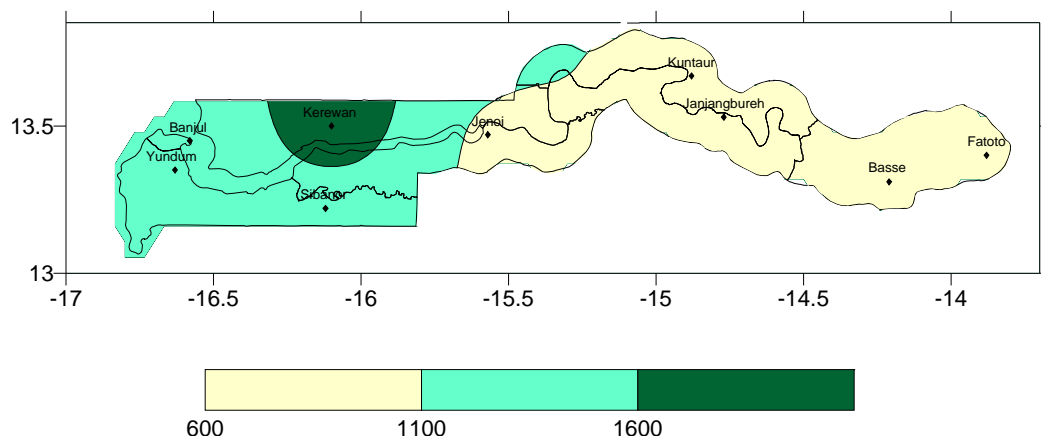 Kuntaur
Kerewan
Janjangbureh
Jenoi
13.5
Banjul
Fatoto
Yundum
Basse
Sibanor
13
-17
-16.5
-16
-15.5
-15
-14.5
-14
600
1100
1600